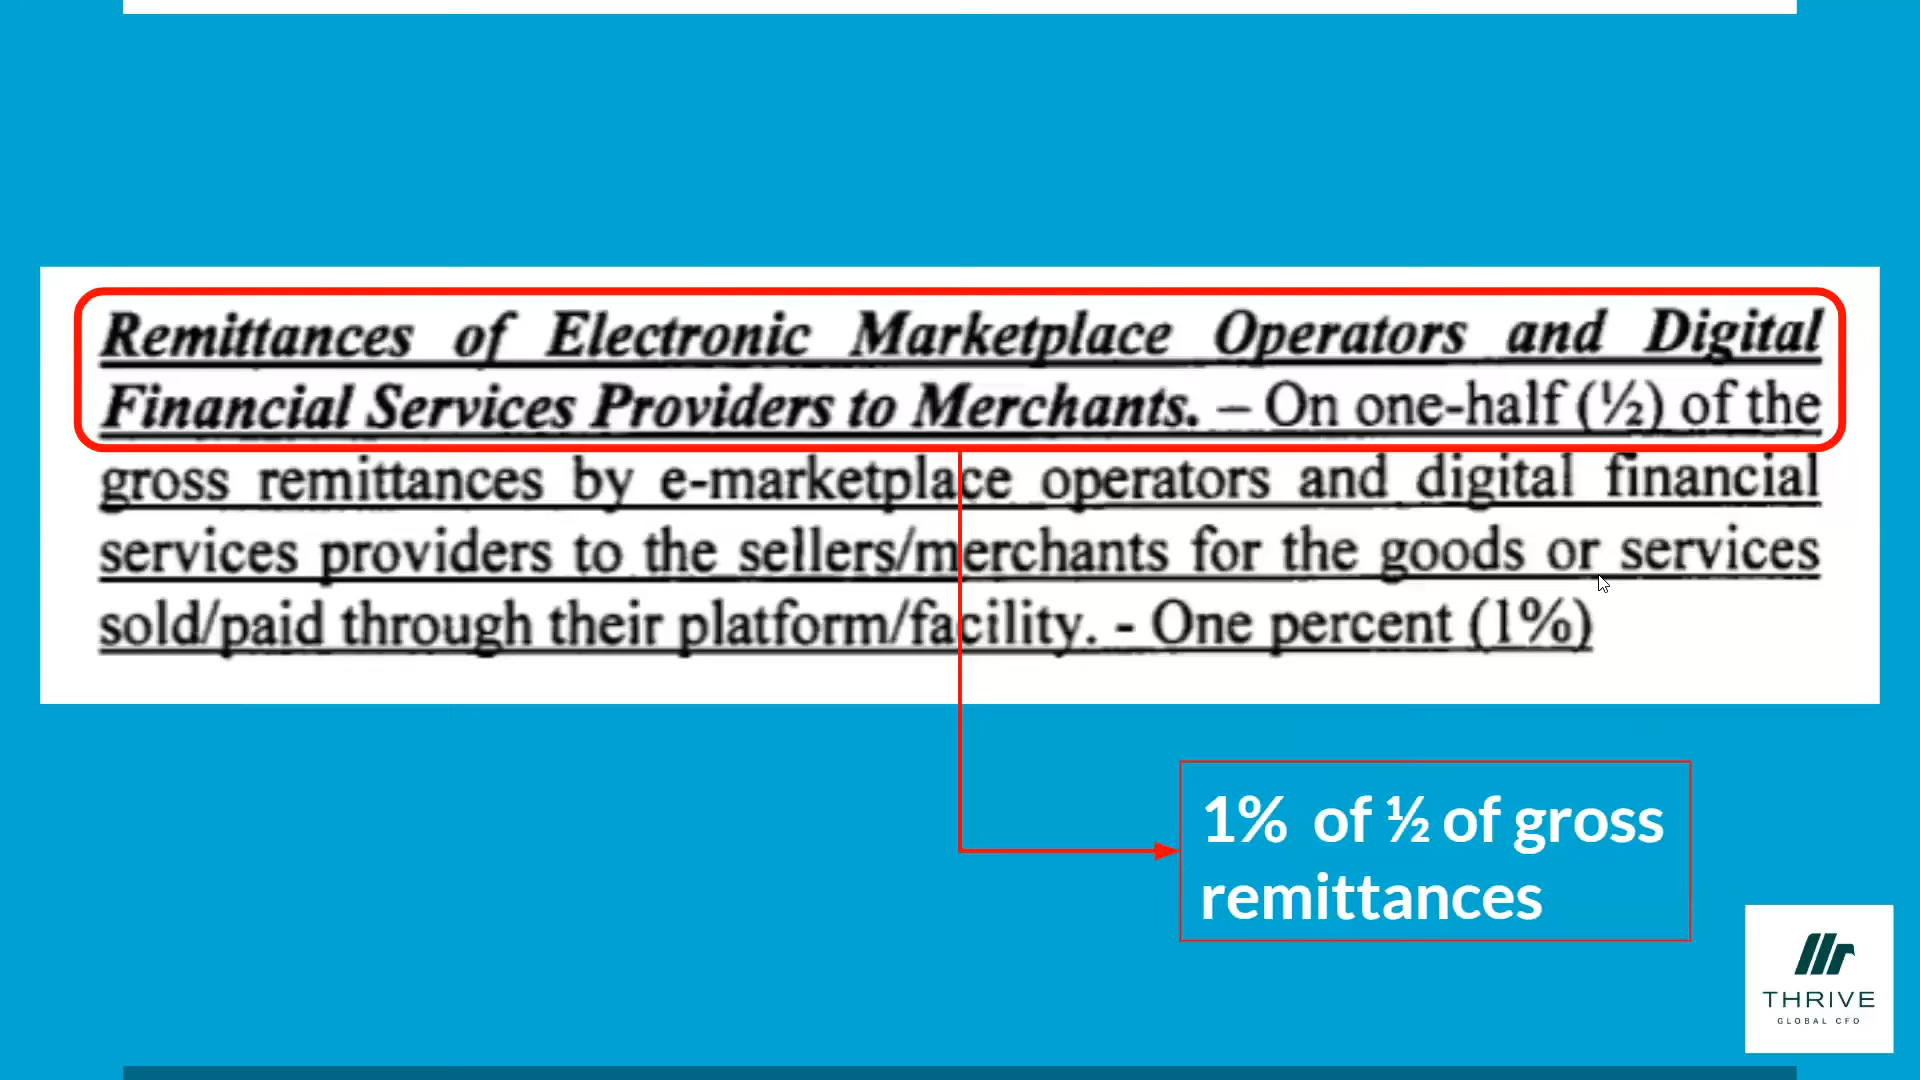 Remittances of Electronic Marketplace Operators and Digital
Financial Services Providers to Merchants. – On one-half (½) of the
gross remittances by e-marketplace operators and digital financial
services providers to the sellers/merchants for the goods or services
sold/paid through their platform/facility. - One percent (1%)
1% of ½ of gross
remittances
THRIVE
GLOBAL CFO